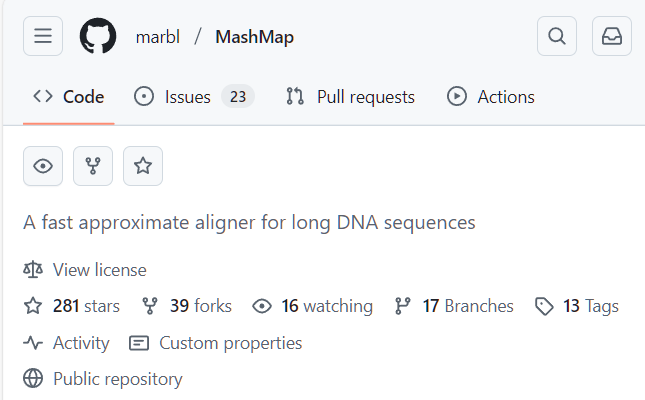 marbl / MashMap
Code Issues 23 Pull requests Actions
A fast approximate aligner for long DNA sequences
View license
281 stars 39 forks 16 watching 17 Branches 13 Tags
Activity Custom properties
Public repository